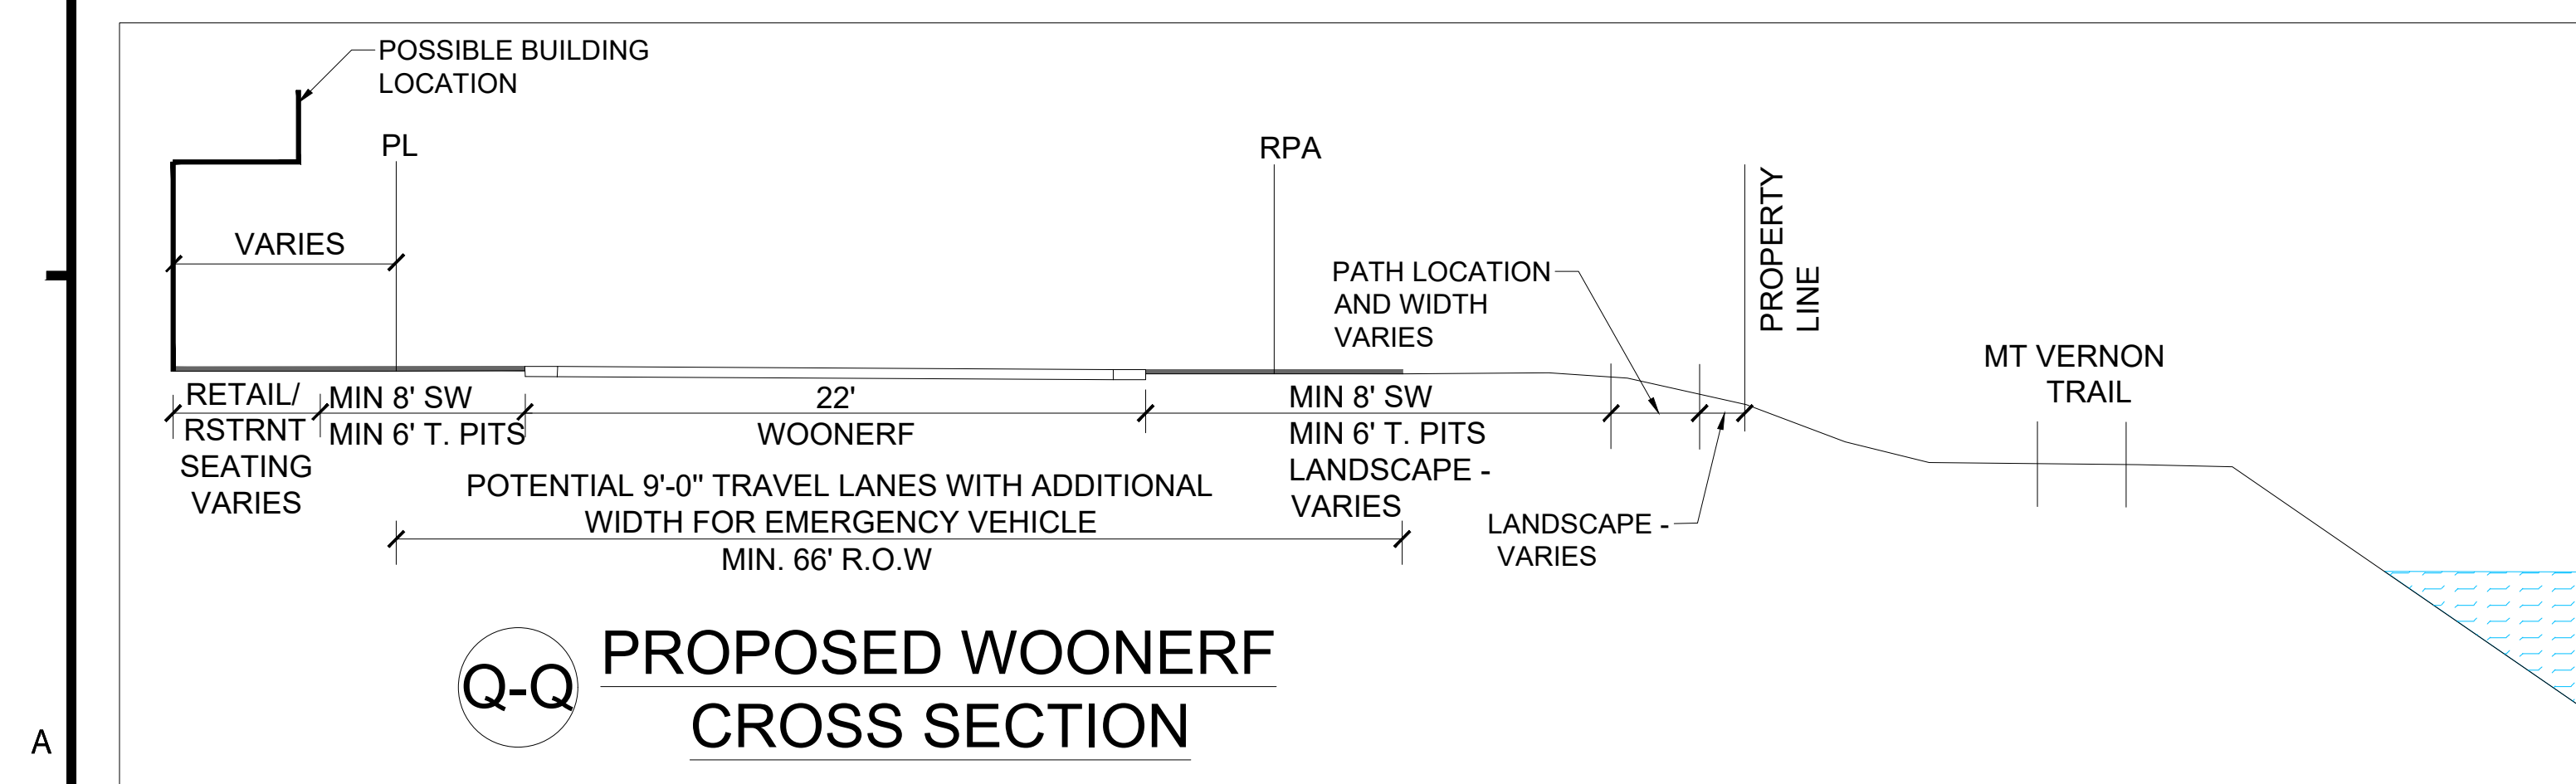 POSSIBLE BUILDING
LOCATION
PL
RPA
VARIES
PATH LOCATION
AND WIDTH
VARIES
PROPERTY
LINE
MT VERNON
TRAIL
RETAIL/
RSTRNT
SEATING
VARIES
MIN 8' SW
MIN 6' T. PITS
22'
WOONERF
MIN 8' SW
MIN 6' T. PITS
LANDSCAPE -
VARIES
POTENTIAL 9'-0" TRAVEL LANES WITH ADDITIONAL
WIDTH FOR EMERGENCY VEHICLE
MIN. 66' R.O.W
LANDSCAPE -
VARIES
Q-Q
PROPOSED WOONERF
CROSS SECTION
A